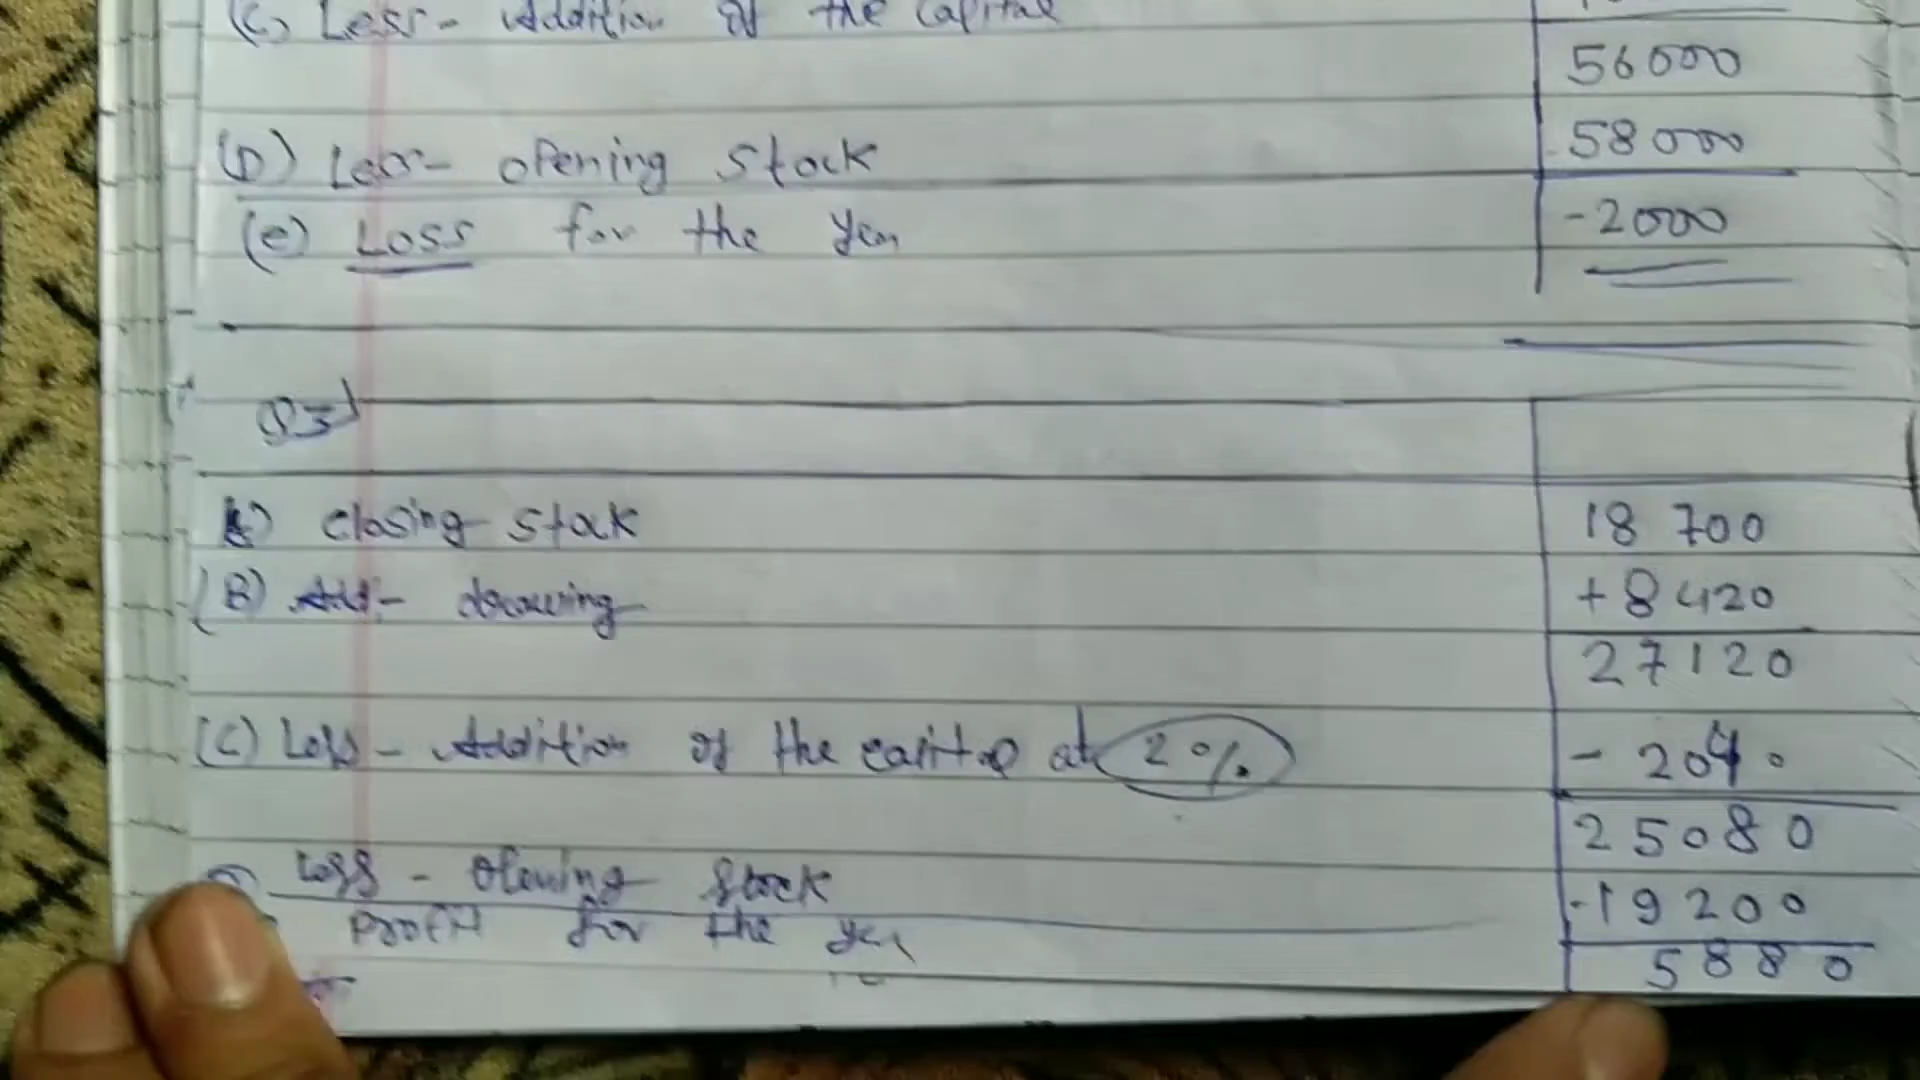 (C) Less - Addition of the Capital
56000
(D) Less - opening Stock 58000
(e) Loss for the year -2000
Q3
(A) Closing stock 18 700
(B) Add:- drawing +8420
27120
(C) Less - Addition of the capital at 2% - 2040
25080
Less - Opening Stock -19200
Profit for the year 5880